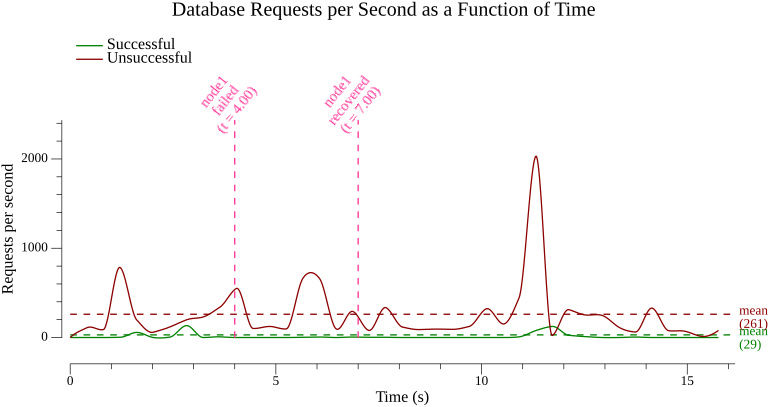 Database Requests per Second as a Function of Time
Successful
Unsuccessful
node1
failed
(t = 4.00)
node1
recovered
(t = 7.00)
Requests per second
2000
1000
0
mean
(261)
mean
(29)
0
5
10
15
Time (s)